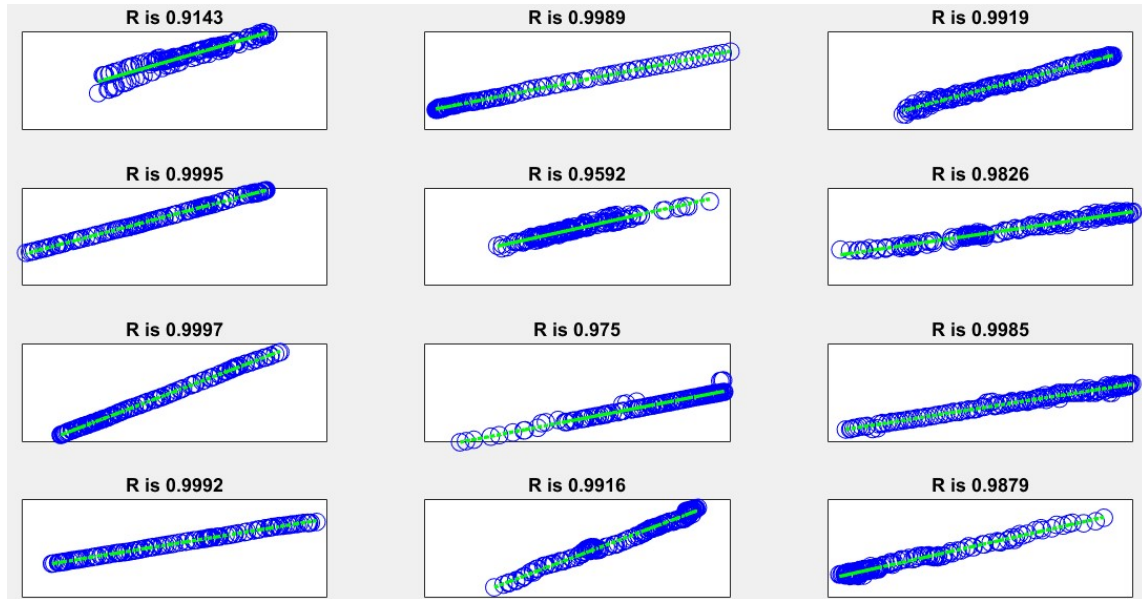 R is 0.9143
R is 0.9989
R is 0.9919
R is 0.9995
R is 0.9592
R is 0.9826
R is 0.9997
R is 0.975
R is 0.9985
R is 0.9992
R is 0.9916
R is 0.9879